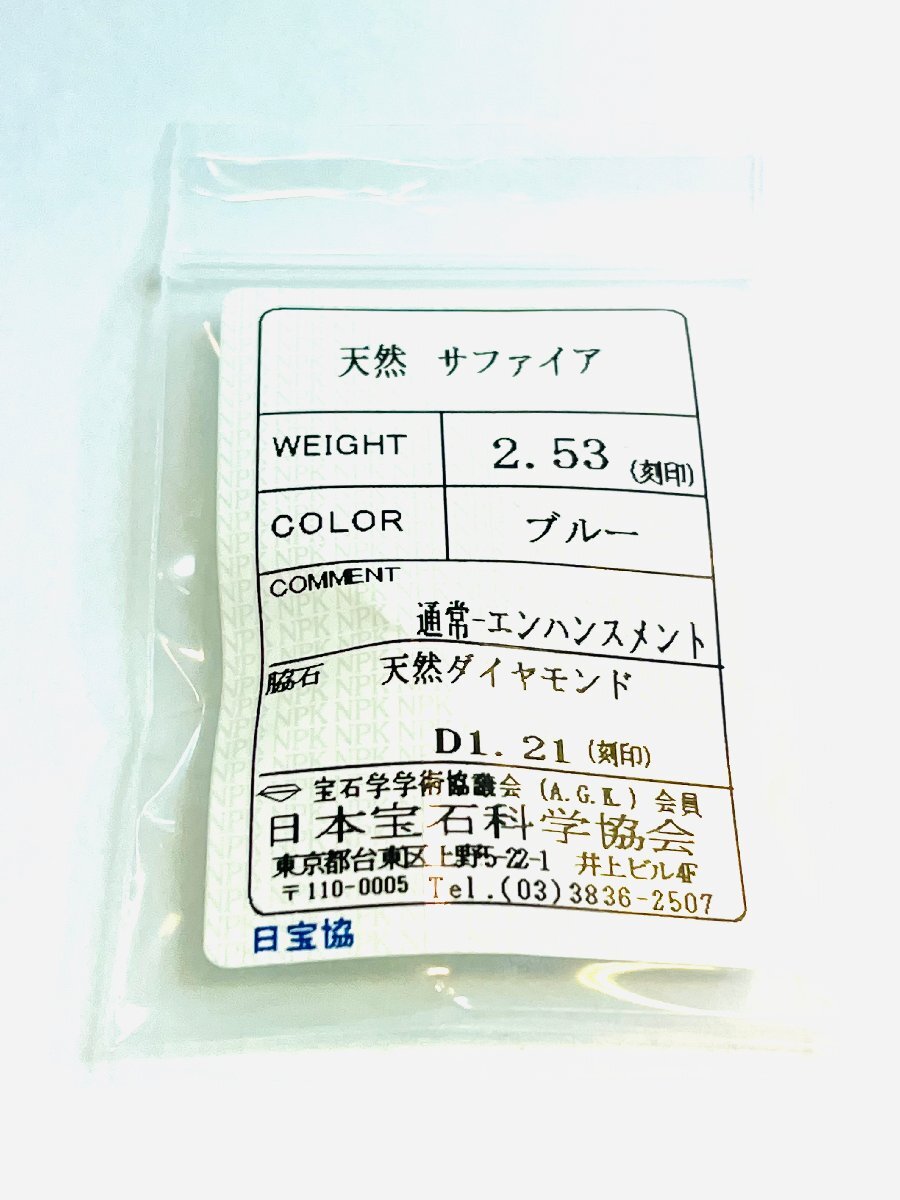 天然 サファイア
WEIGHT 2.53 (刻印)
COLOR ブルー
COMMENT
通常-エンハンスメント
脇石 天然ダイヤモンド
D1.21 (刻印)
宝石学学術協議会 (A.G.K.) 会員
日本宝石科学協会
東京都台東区上野5-22-1 井上ビル4F
〒110-0005 Tel.(03)3836-2507
日宝協